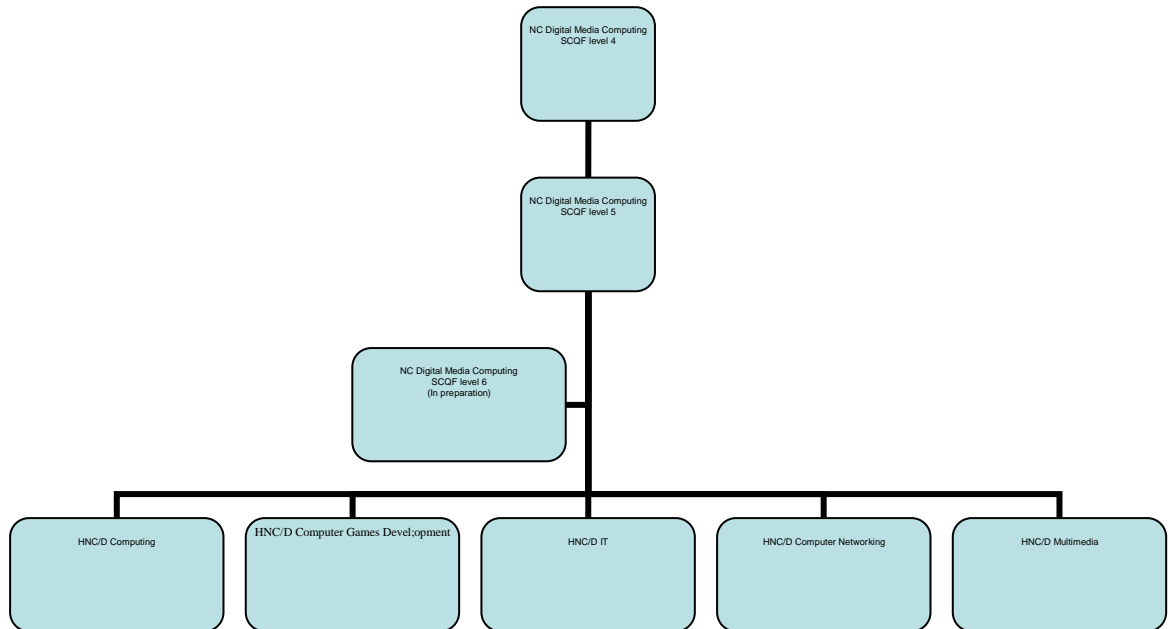 NC Digital Media Computing
SCQF level 4
NC Digital Media Computing
SCQF level 5
NC Digital Media Computing
SCQF level 6
(In preparation)
HNC/D Computing
HNC/D Computer Games Devel;opment
HNC/D IT
HNC/D Computer Networking
HNC/D Multimedia